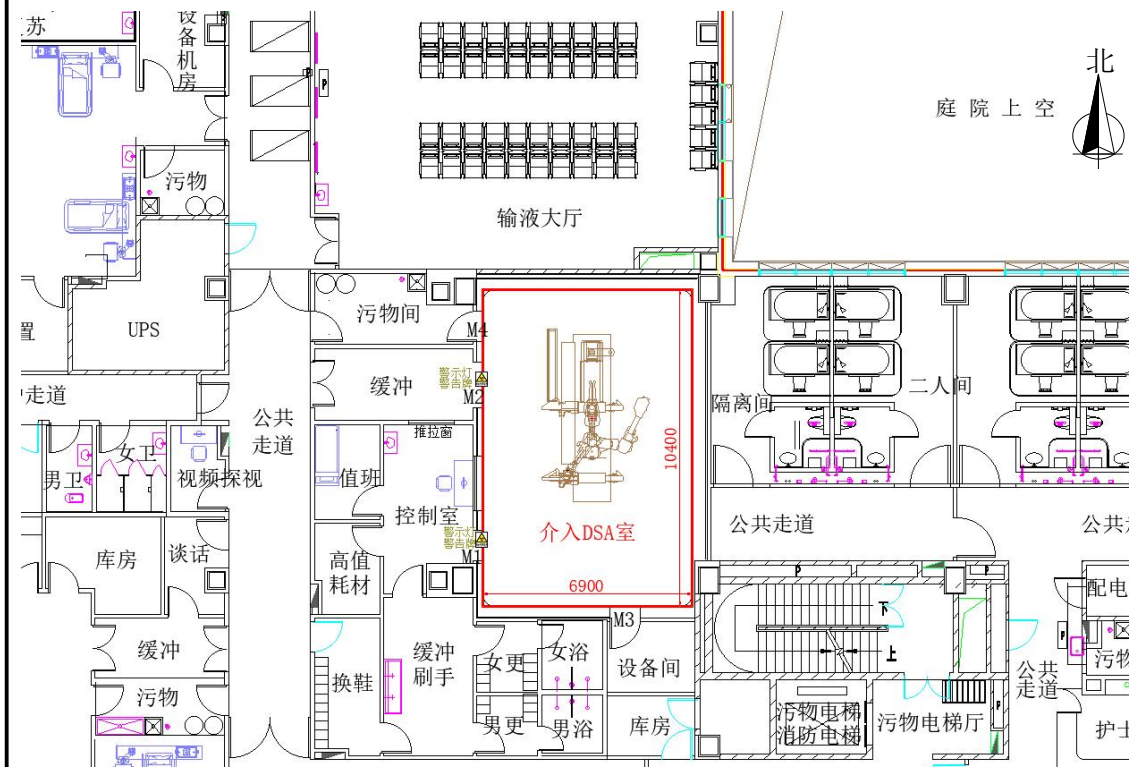 苏
设备机房
P
北
庭院上空
污物
输液大厅
置
UPS
污物间
M4
走道
公共
走道
缓冲
警示灯
警告牌
M2
推拉窗
隔离间
二人间
男卫
女卫
视频探视
值班
控制室
10400
警示灯
警告牌
M1
介入DSA室
公共走道
公共
库房
谈话
高值
耗材
6900
P
下
配电
M3
缓冲
换鞋
缓冲
刷手
女更
女浴
设备间
上
P
污物
公共
走道
污物
男更
男浴
库房
污物电梯
消防电梯
污物电梯厅
P
护士